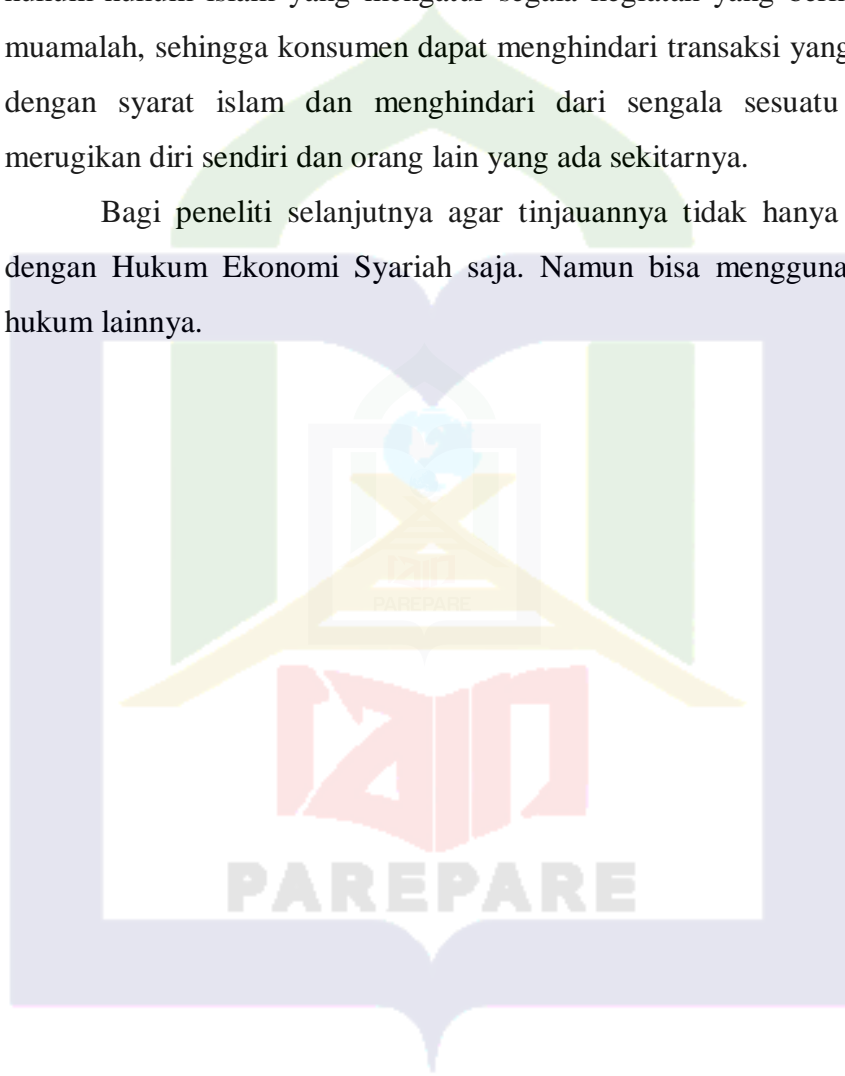 muamalah, sehingga konsumen dapat menghindari transaksi yang
dengan syarat islam dan menghindari dari sengala sesuatu
merugikan diri sendiri dan orang lain yang ada sekitarnya.
Bagi peneliti selanjutnya agar tinjauannya tidak hanya
dengan Hukum Ekonomi Syariah saja. Namun bisa
hukum lainnya.
IAIN
PAREPARE
IAIN
PAREPARE